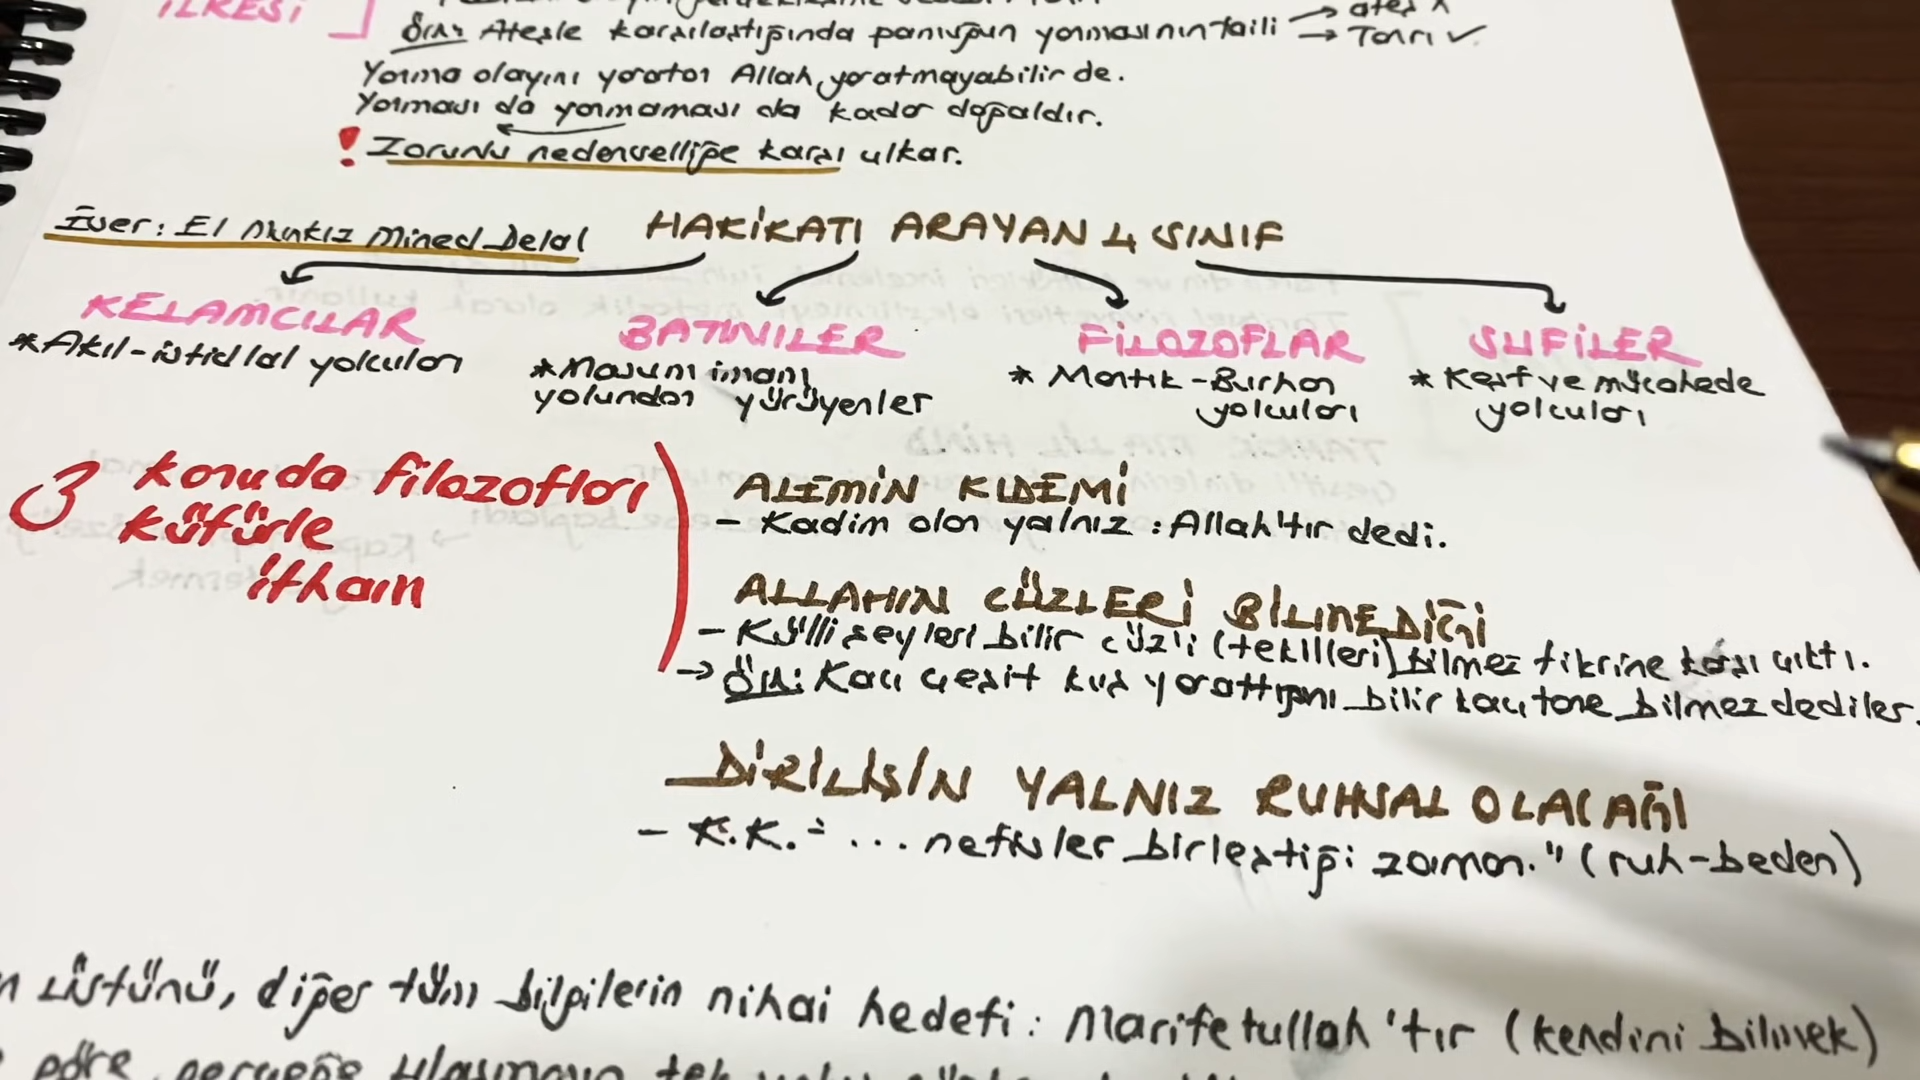 İLKESİ
Örn: Ateşle karşılaştığında pamuğun yanmasının faili → ateş x
→ Tanrı ✓
Yanma olayını yaratan Allah, yaratmayabilir de.
Yanması da yanmaması da kadar doğaldır.
! Zorunlu nedenselliğe karşı çıkar.
Eser: El Munkız Mined Delal
HAKİKATI ARAYAN 4 SINIF
KELAMCILAR
* Akıl-istidlal yolcuları
BATINİLER
* Masum imam
yolundan yürüyenler
FİLOZOFLAR
* Mantık-Burhan
yolcuları
SUFİLER
* Keşf ve mücahede
yolcuları
3 konuda filozofları
küfürle
itham
ALEMİN KIDEMİ
- Kadim olan yalnız: Allah'tır dedi.
ALLAHIN CÜZLERİ BİLMEDİĞİ
- Külli şeyleri bilir cüz'i (tekilleri) bilmez fikrine karşı çıktı.
→ Örn: Kaç çeşit kuş yarattığını bilir kaç tane bilmez dediler.
DİRİLİŞİN YALNIZ RUHSAL OLACAĞI
- K.K. "... nefisler birleştiği zaman." (ruh-beden)
n üstünü, diğer tüm bilgilerin nihai hedefi: Marifetullah'tır (kendini bilmek)
göre gerçeğe ulaşmanın tek yolu